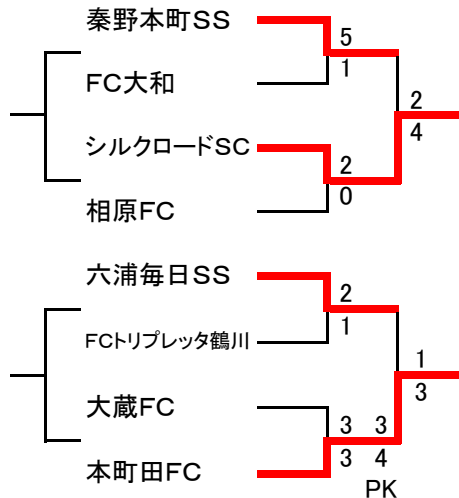 秦野本町SS
5
FC大和
1
2
シルクロードSC
4
2
相原FC
0
六浦毎日SS
2
FCトリプレッタ鶴川
1
1
大蔵FC
3
3 3
本町田FC
3 4
PK